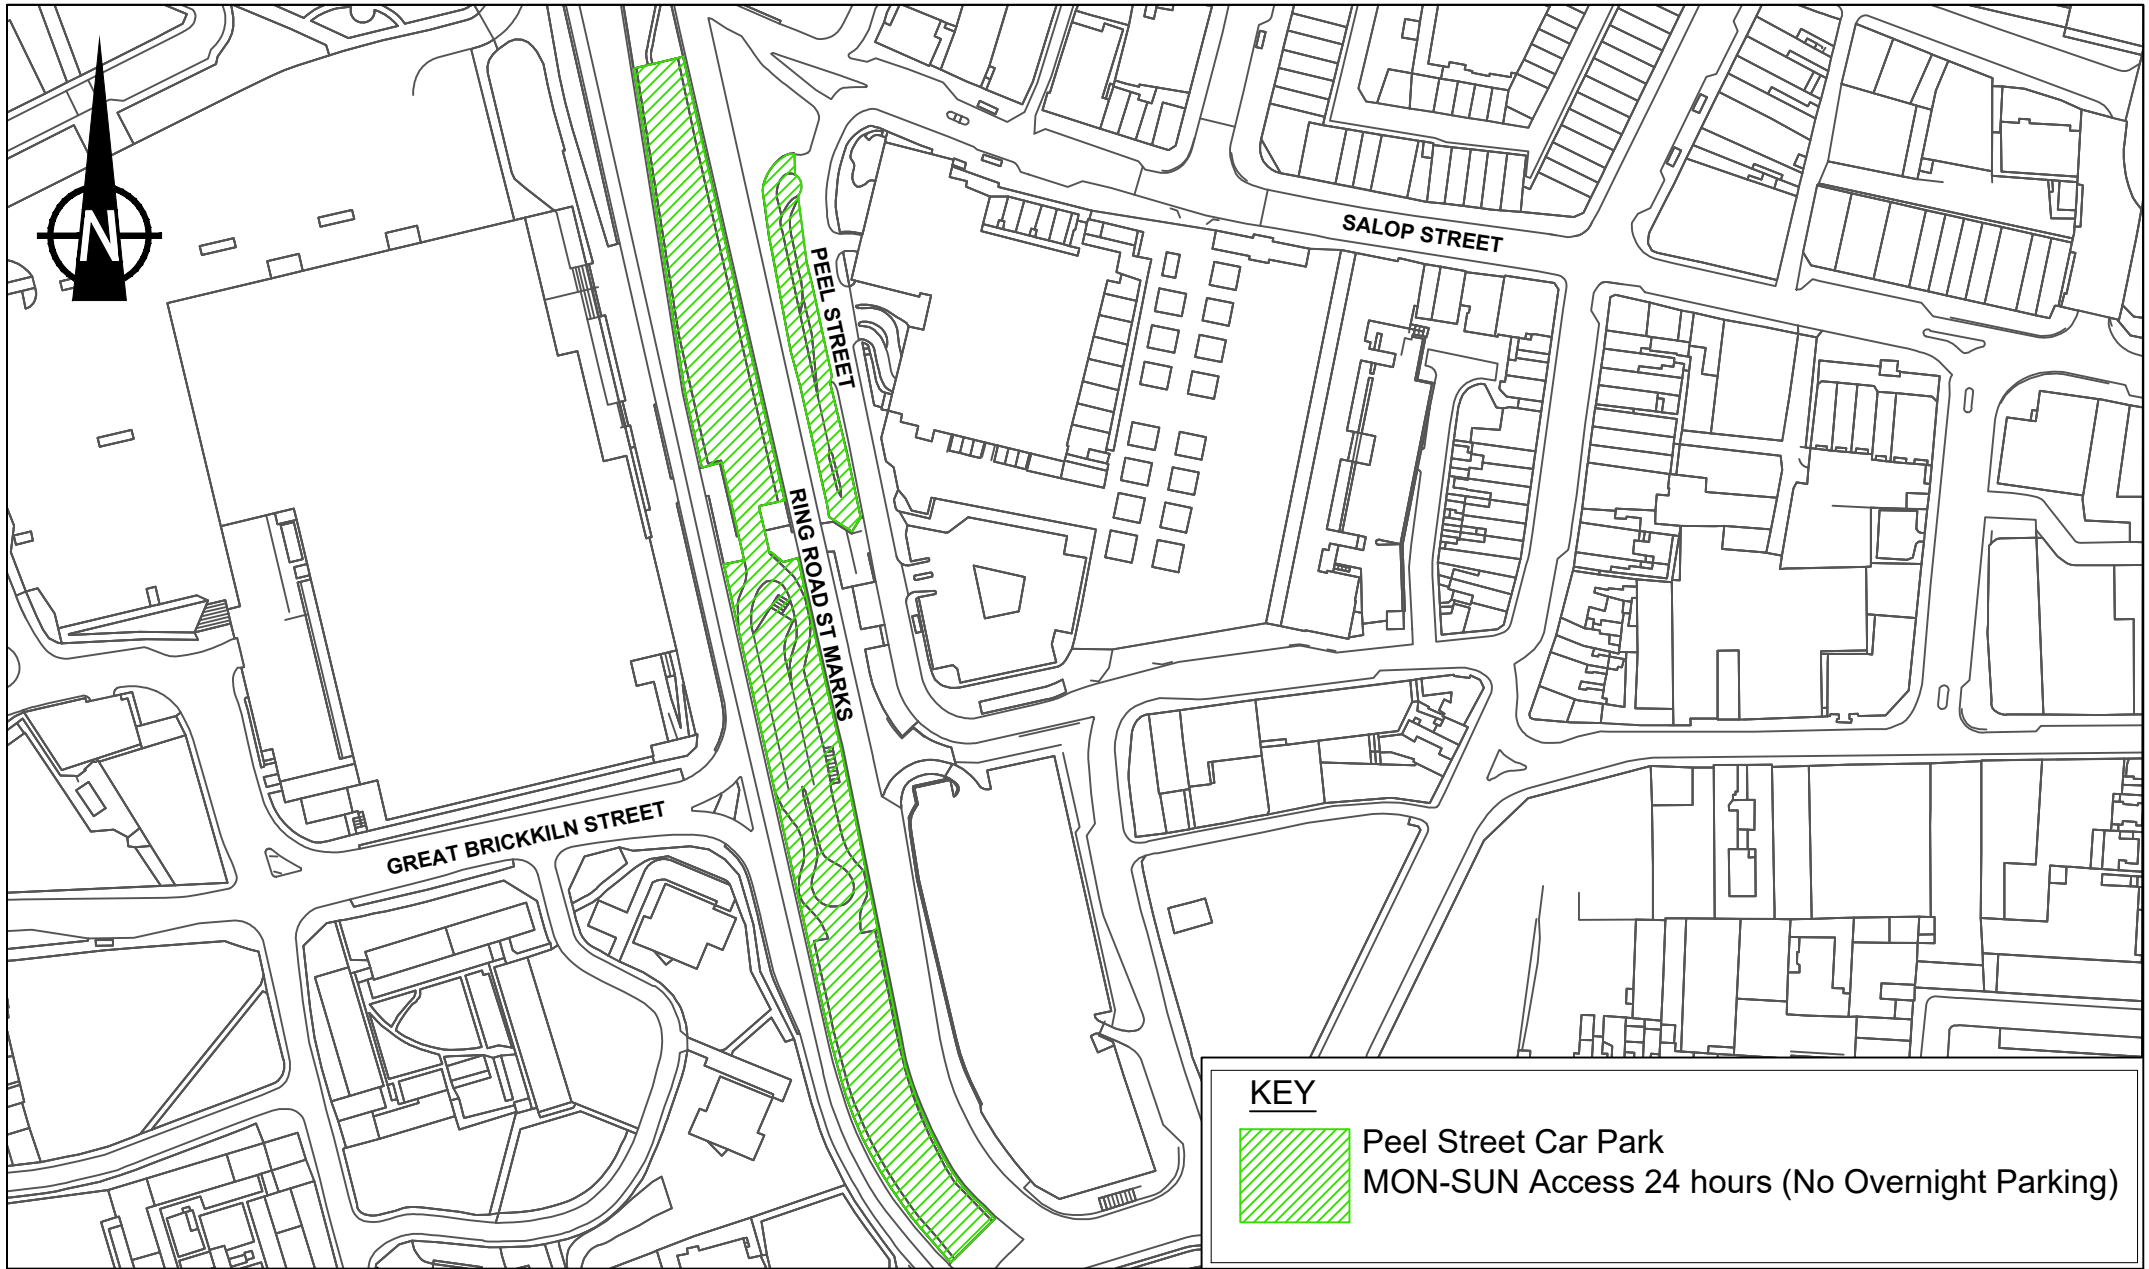 N
SALOP STREET
PEEL STREET
RING ROAD ST MARKS
GREAT BRICKKILN STREET
KEY
Peel Street Car Park
MON-SUN Access 24 hours (No Overnight Parking)